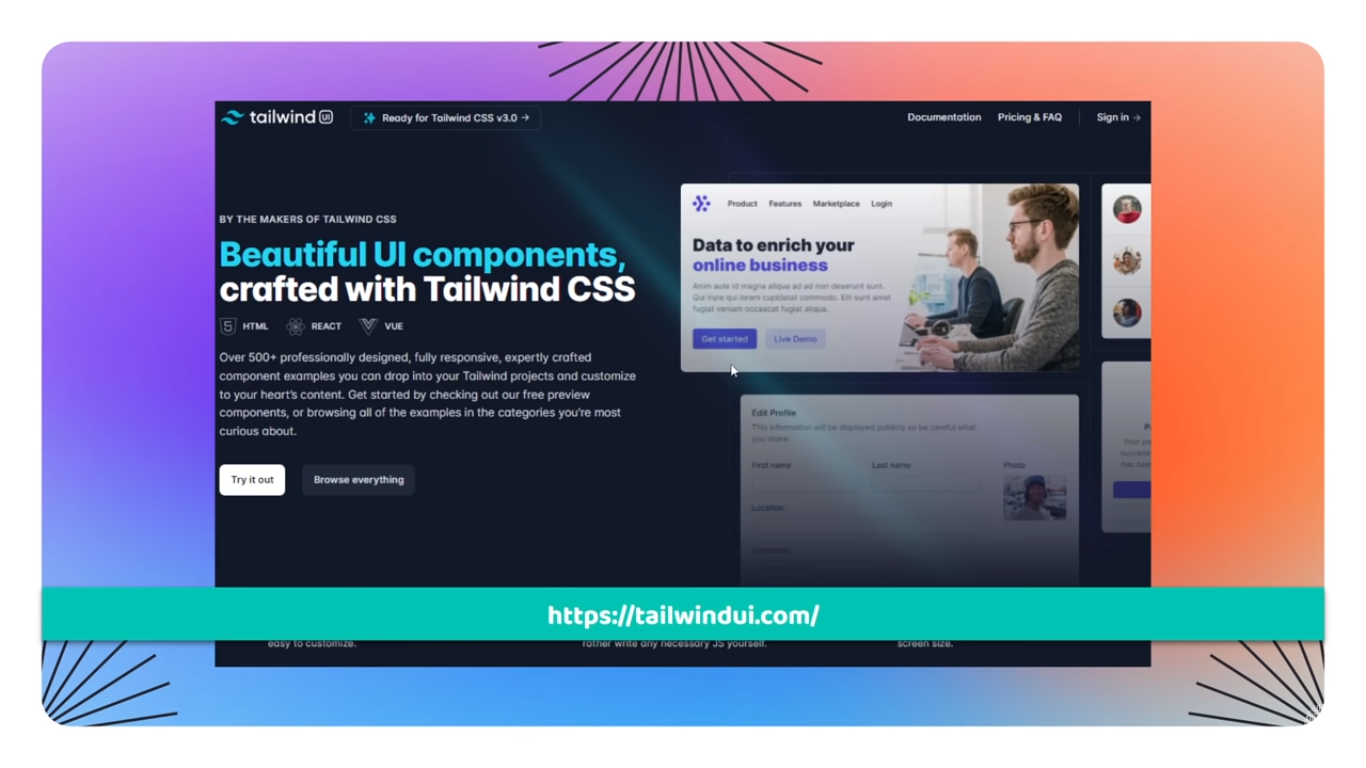 tailwind UI
Ready for Tailwind CSS v3.0 →
Documentation Pricing & FAQ Sign in →
BY THE MAKERS OF TAILWIND CSS
Beautiful UI components,
crafted with Tailwind CSS
5 HTML REACT VUE
Over 500+ professionally designed, fully responsive, expertly crafted
component examples you can drop into your Tailwind projects and customize
to your heart's content. Get started by checking out our free preview
components, or browsing all of the examples in the categories you're most
curious about.
Try it out Browse everything
Product Features Marketplace Login
Data to enrich your
online business
Anim aute id magna aliqua ad ad non deserunt sunt.
Qui irure qui lorem cupidatat commodo. Elit sunt amet
fugiat veniam occaecat fugiat aliqua.
Get started Live Demo
Edit Profile
This information will be displayed publicly so be careful what
you share
First name Last name Photo
Location
Your pa
succes
has bee
https://tailwindui.com/
easy to customize.
rather write any necessary JS yourself.
screen size.